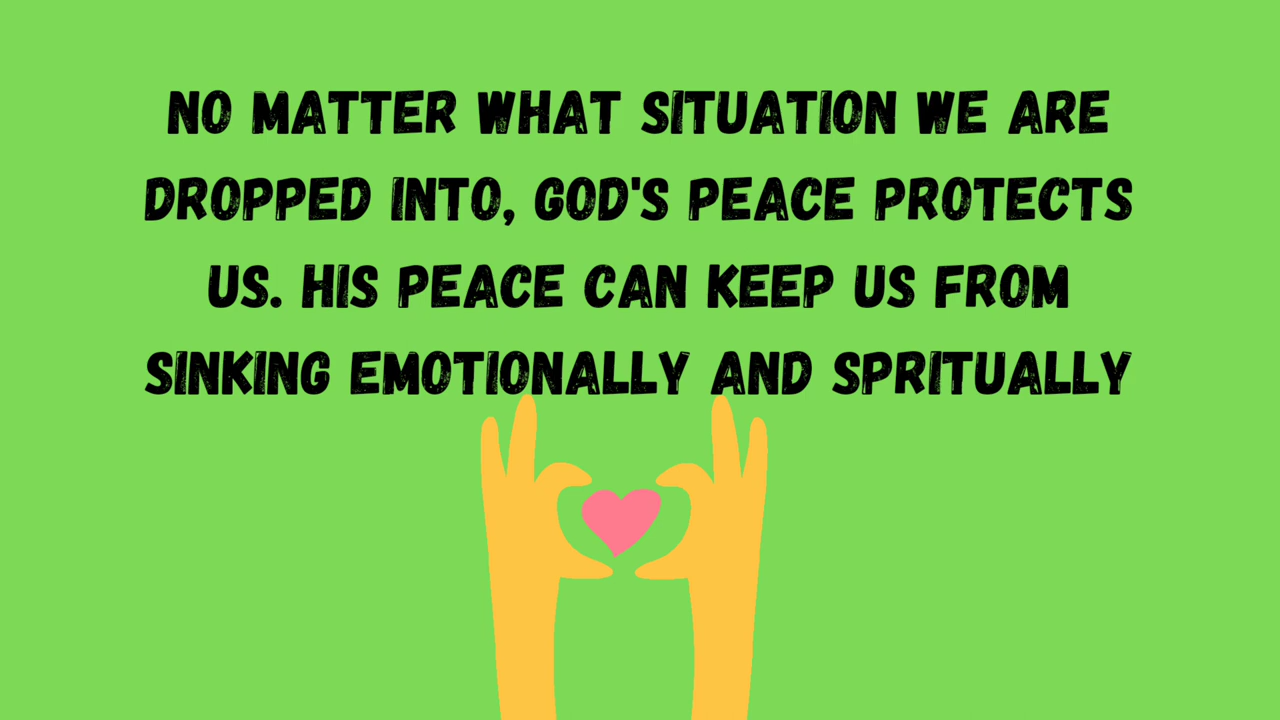 NO MATTER WHAT SITUATION WE ARE
DROPPED INTO, GOD'S PEACE PROTECTS
US. HIS PEACE CAN KEEP US FROM
SINKING EMOTIONALLY AND SPRITUALLY